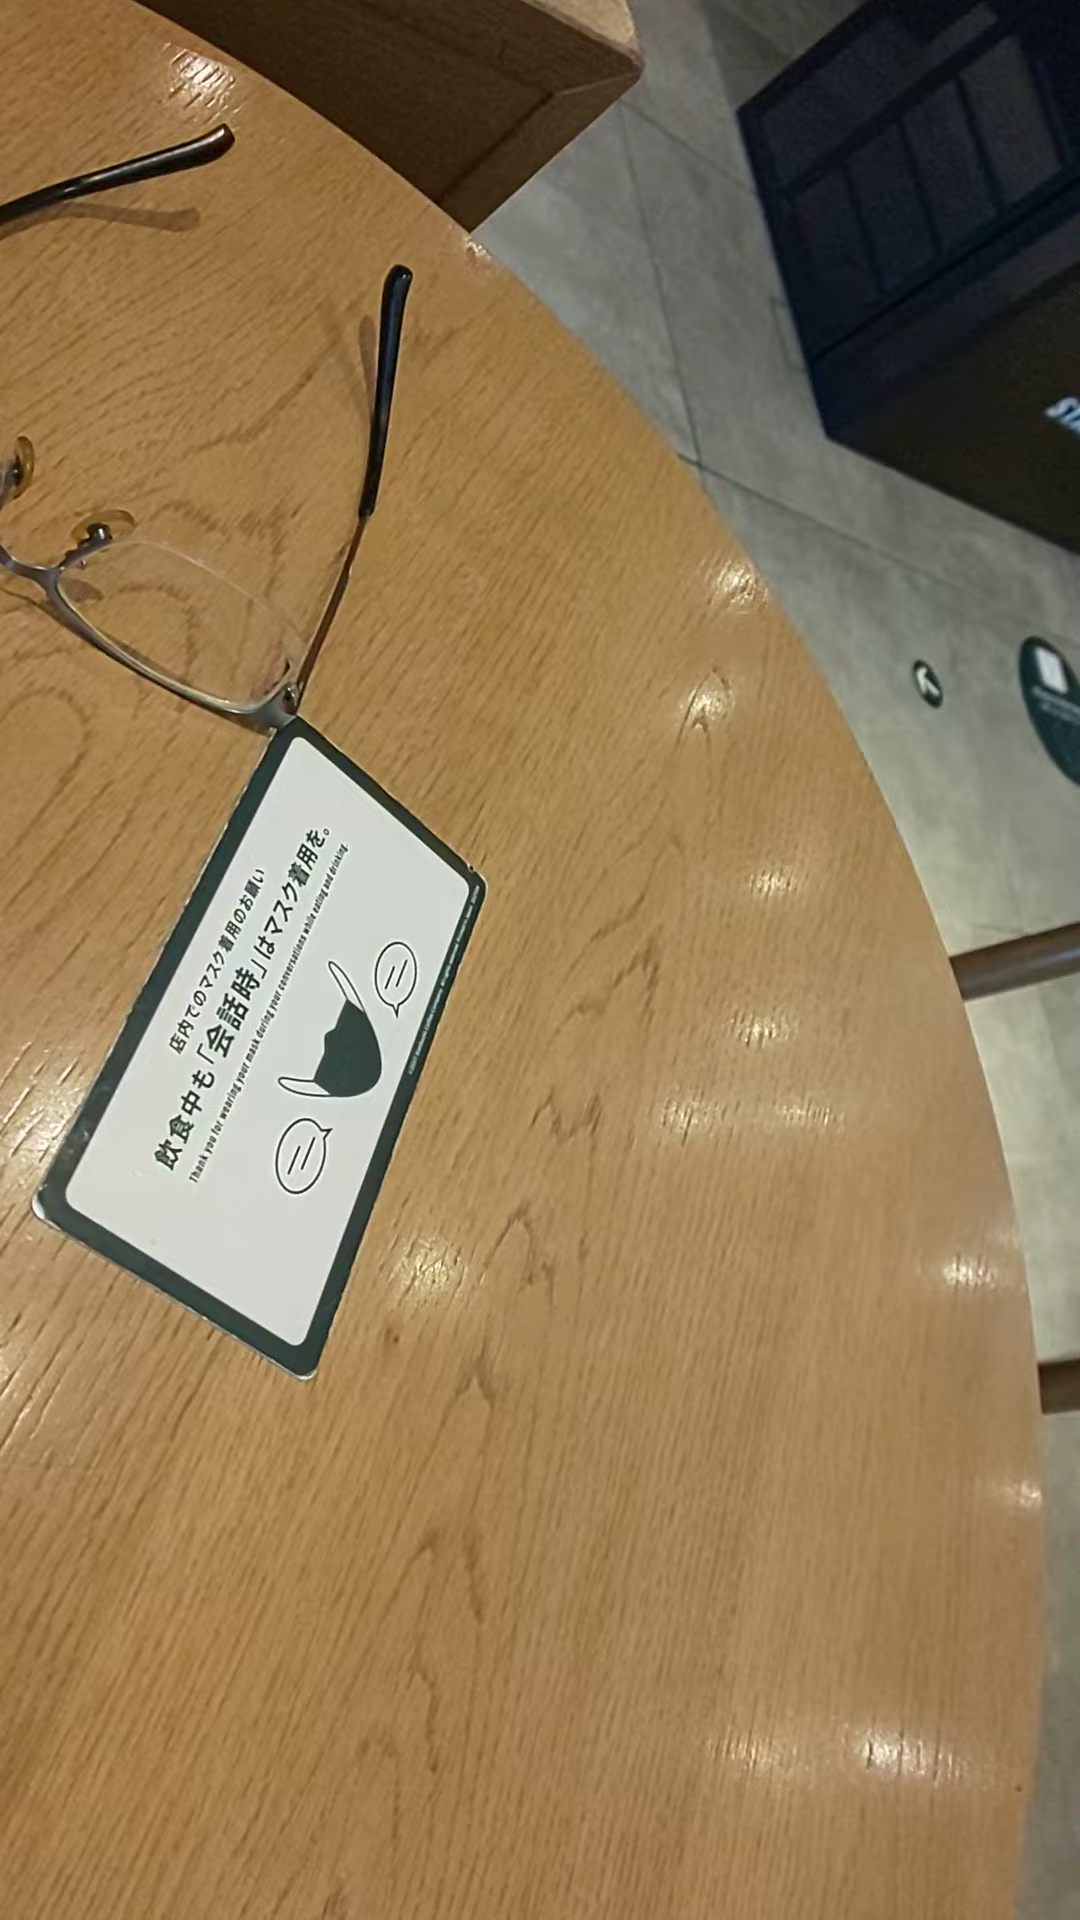 店内でのマスク着用のお願い
飲食中も「会話時」はマスク着用を。
Thank you for wearing your mask during your conversations while eating and drinking.